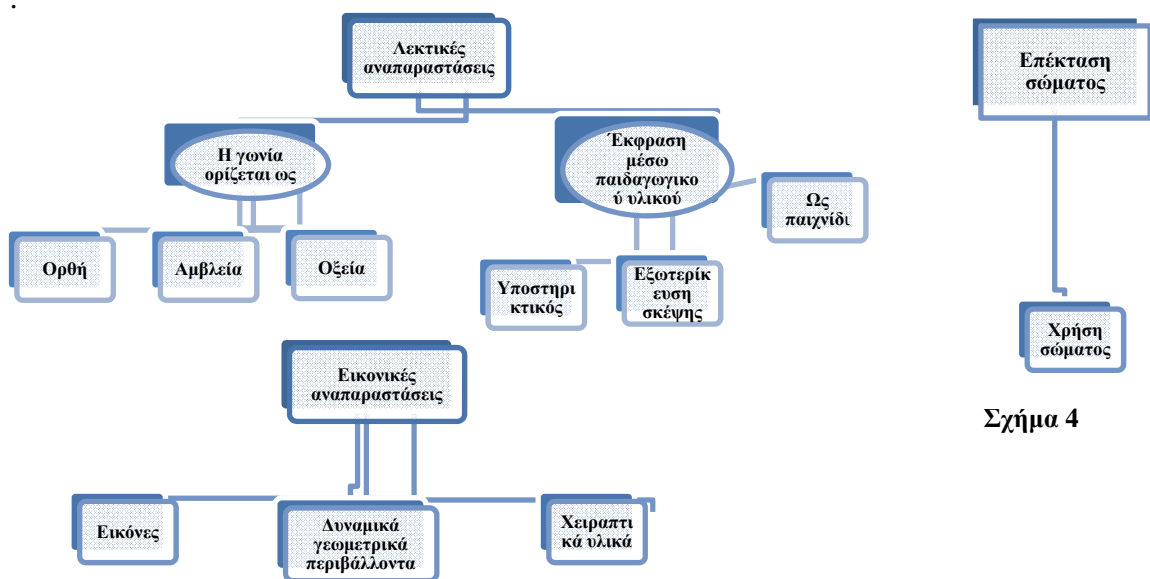 .
Λεκτικές
αναπαραστάσεις
Επέκταση
σώματος
Η γωνία
ορίζεται ως
Έκφραση
μέσω
παιδαγωγικο
ύ υλικού
Ως
παιχνίδι
Ορθή
Αμβλεία
Οξεία
Υποστηρι
κτικός
Εξωτερίκ
ευση
σκέψης
Χρήση
σώματος
Εικονικές
αναπαραστάσεις
Σχήμα 4
Εικόνες
Δυναμικά
γεωμετρικά
περιβάλλοντα
Χειραπτι
κά υλικά